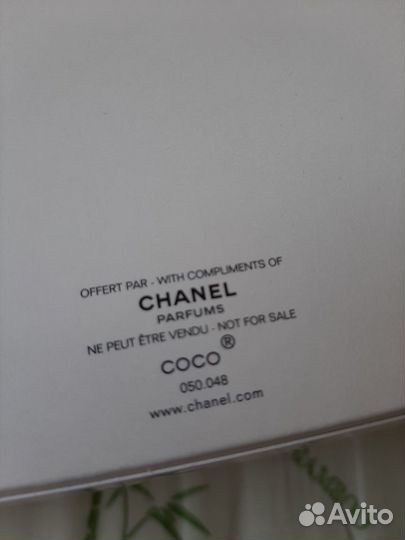 OFFERT PAR - WITH COMPLIMENTS OF
CHANEL
PARFUMS
NE PEUT ÊTRE VENDU - NOT FOR SALE
COCO®
050.048
www.chanel.com
BAMBOO
Avito